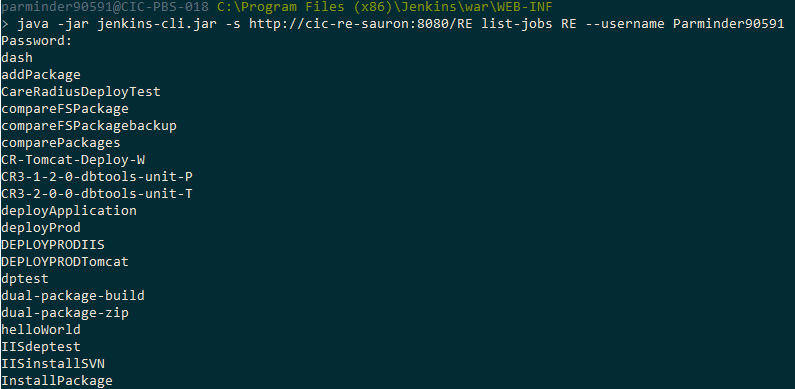 parminder90591@CIC-PBS-018 C:\Program Files (x86)\Jenkins\war\WEB-INF
> java -jar jenkins-cli.jar -s http://cic-re-sauron:8080/RE list-jobs RE --username Parminder90591
Password:
dash
addPackage
CareRadiusDeployTest
compareFSPackage
compareFSPackagebackup
comparePackages
CR-Tomcat-Deploy-W
CR3-1-2-0-dbtools-unit-P
CR3-2-0-0-dbtools-unit-T
deployApplication
deployProd
DEPLOYPRODIIS
DEPLOYPRODTomcat
dptest
dual-package-build
dual-package-zip
helloWorld
IISdeptest
IISinstallSVN
InstallPackage